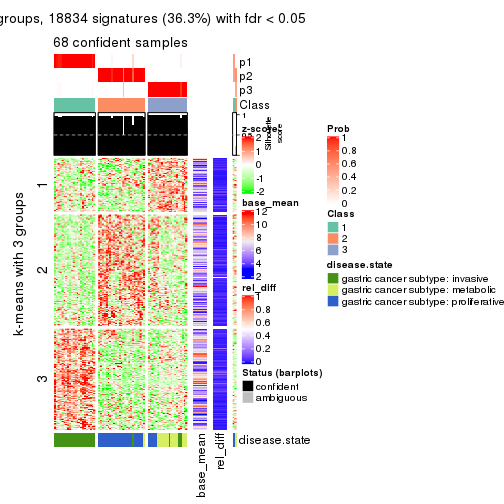 groups, 18834 signatures (36.3%) with fdr < 0.05
68 confident samples
p1
p2
p3
Class
1
Silhouette
score
z-score
2
1
0
-1
-2
base_mean
12
10
8
6
4
2
rel_diff
1
0.8
0.6
0.4
0.2
0
Status (barplots)
confident
ambiguous
Prob
1
0.8
0.6
0.4
0.2
0
Class
1
2
3
disease.state
gastric cancer subtype: invasive
gastric cancer subtype: metabolic
gastric cancer subtype: proliferative
k-means with 3 groups
1
2
3
disease.state
base_mean
rel_diff